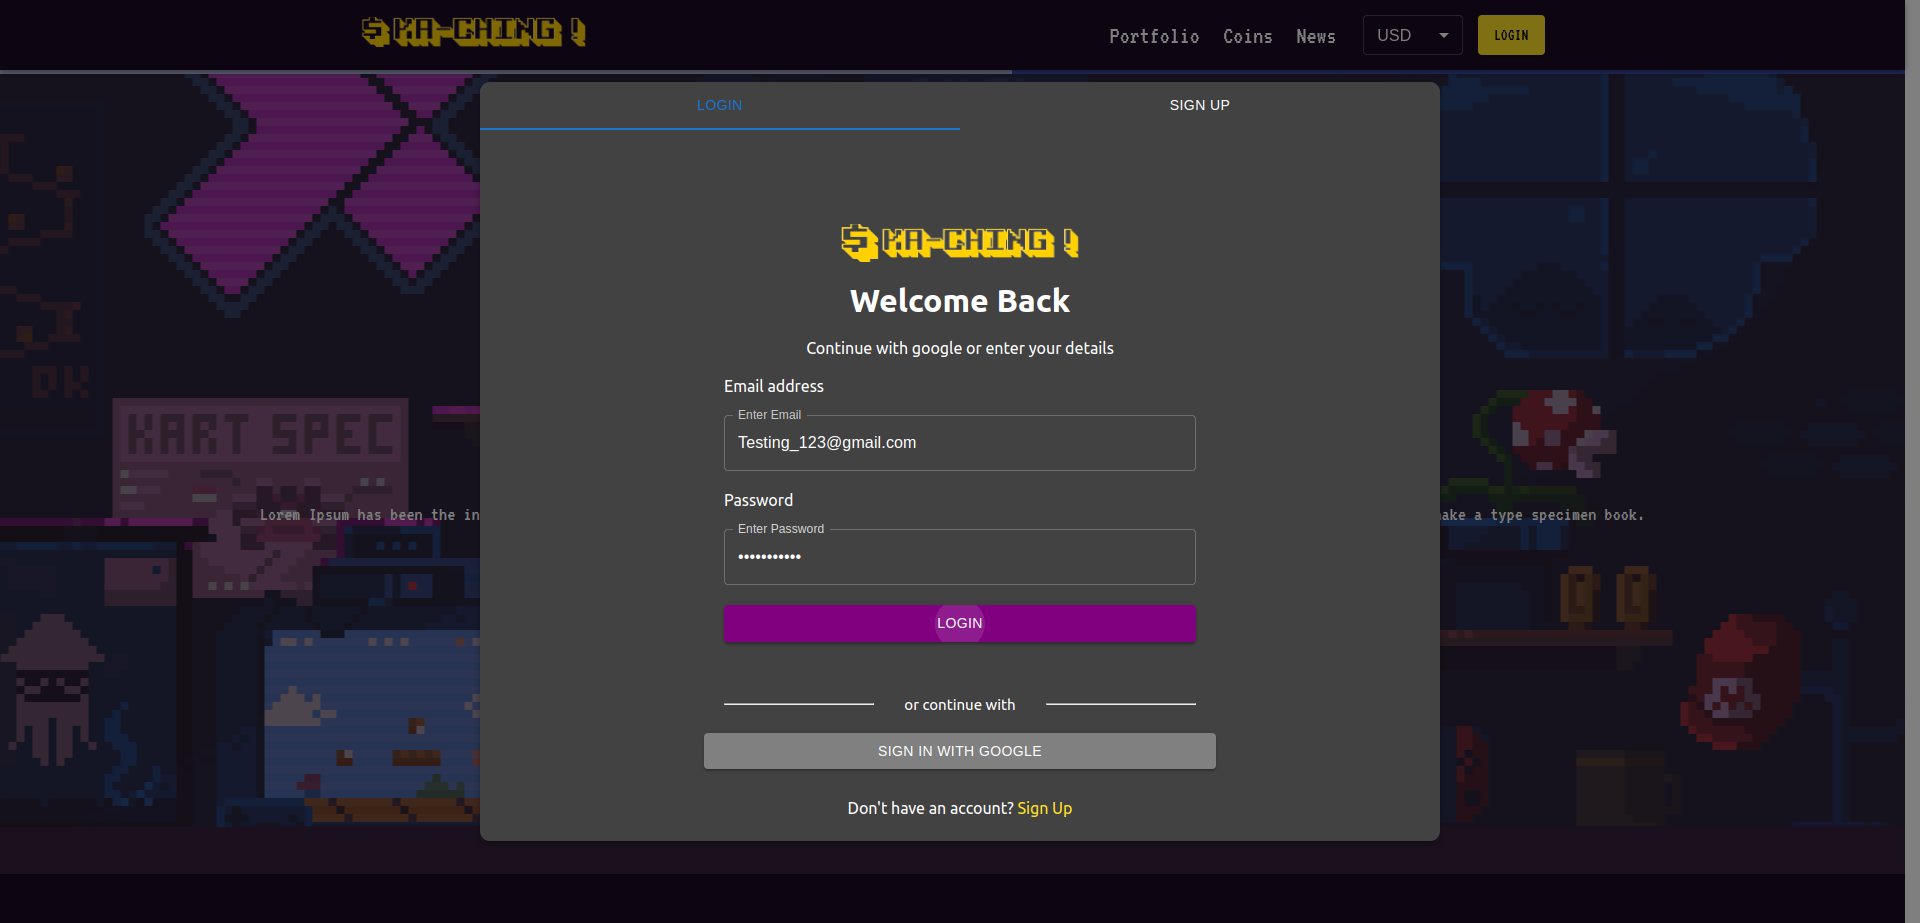 $ KA-CHING !
Portfolio Coins News USD LOGIN
LOGIN SIGN UP
$ KA-CHING !
Welcome Back
Continue with google or enter your details
Email address
Enter Email
Testing_123@gmail.com
Password
Enter Password
•••••••••••
LOGIN
or continue with
SIGN IN WITH GOOGLE
Don't have an account? Sign Up
DK
KART SPEC
Lorem Ipsum has been the in
ake a type specimen book.